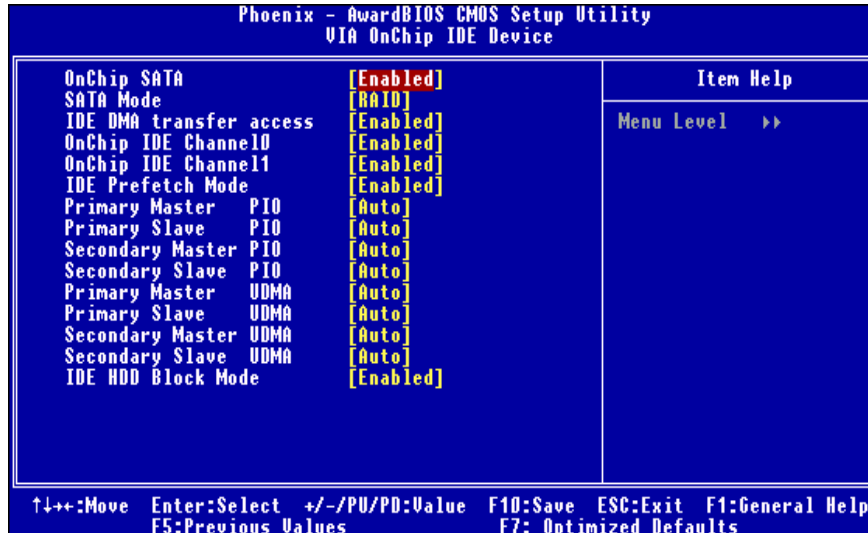 Phoenix - AwardBIOS CMOS Setup Utility
VIA OnChip IDE Device
OnChip SATA [Enabled]
SATA Mode [RAID]
IDE DMA transfer access [Enabled]
OnChip IDE Channel0 [Enabled]
OnChip IDE Channel1 [Enabled]
IDE Prefetch Mode [Enabled]
Primary Master PIO [Auto]
Primary Slave PIO [Auto]
Secondary Master PIO [Auto]
Secondary Slave PIO [Auto]
Primary Master UDMA [Auto]
Primary Slave UDMA [Auto]
Secondary Master UDMA [Auto]
Secondary Slave UDMA [Auto]
IDE HDD Block Mode [Enabled]
Item Help
Menu Level ▸▸
↑↓→←:Move Enter:Select +/-/PU/PD:Value F10:Save ESC:Exit F1:General Help
F5:Previous Values F7: Optimized Defaults